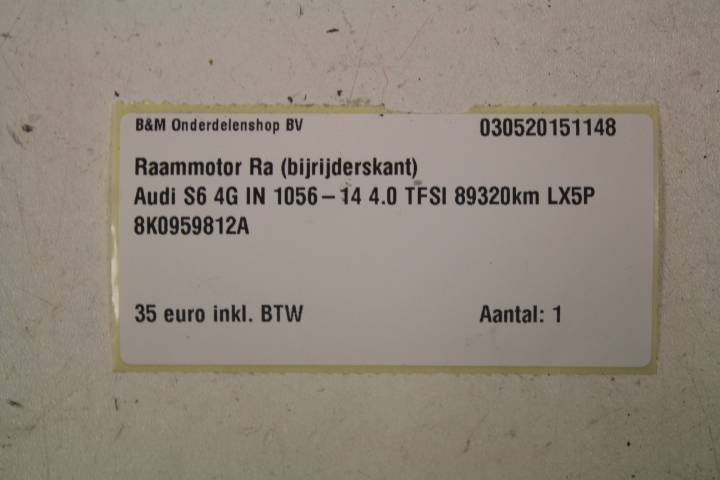 B&M Onderdelenshop BV 030520151148
Raammotor Ra (bijrijderskant)
Audi S6 4G IN 1056 – 14 4.0 TFSI 89320km LX5P
8K0959812A
35 euro inkl. BTW Aantal: 1